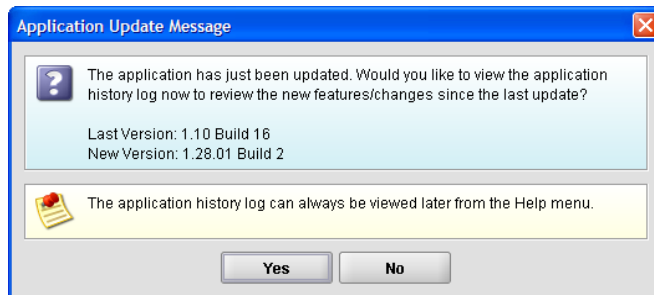 Application Update Message
The application has just been updated. Would you like to view the application
history log now to review the new features/changes since the last update?
Last Version: 1.10 Build 16
New Version: 1.28.01 Build 2
The application history log can always be viewed later from the Help menu.
Yes
No